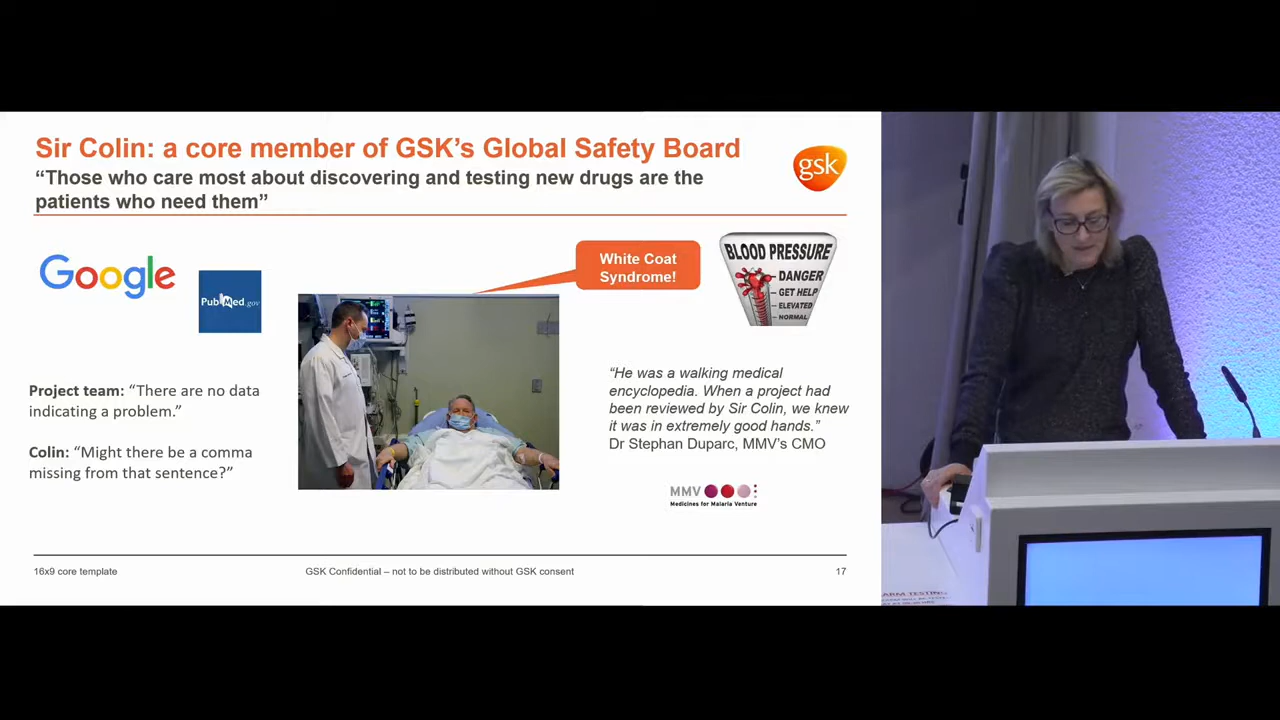 Sir Colin: a core member of GSK's Global Safety Board
“Those who care most about discovering and testing new drugs are the
patients who need them”
gsk
Google
PubMed.gov
White Coat
Syndrome!
BLOOD PRESSURE
DANGER
GET HELP
ELEVATED
NORMAL
Project team: “There are no data
indicating a problem.”
Colin: “Might there be a comma
missing from that sentence?”
“He was a walking medical
encyclopedia. When a project had
been reviewed by Sir Colin, we knew
it was in extremely good hands.”
Dr Stephan Duparc, MMV's CMO
MMV
Medicines for Malaria Venture
16x9 core template
GSK Confidential – not to be distributed without GSK consent
17